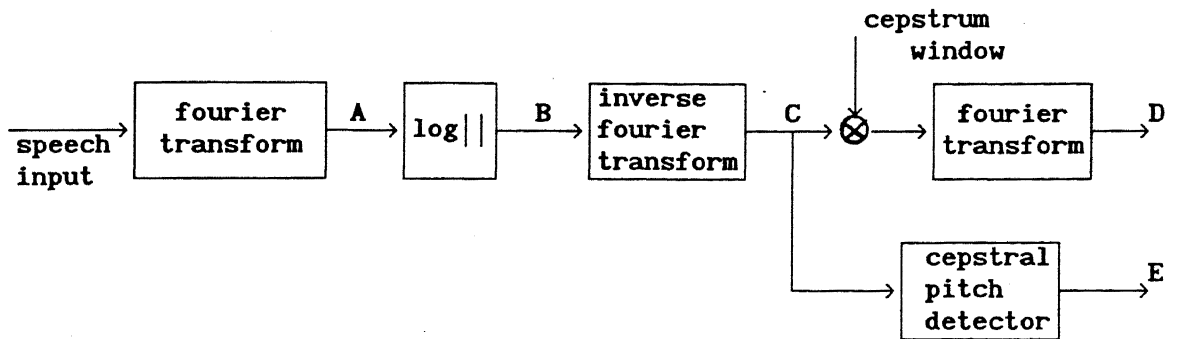 cepstrum
window
fourier
transform
A
log||
B
inverse
fourier
transform
C
fourier
transform
D
speech
input
cepstral
pitch
detector
E